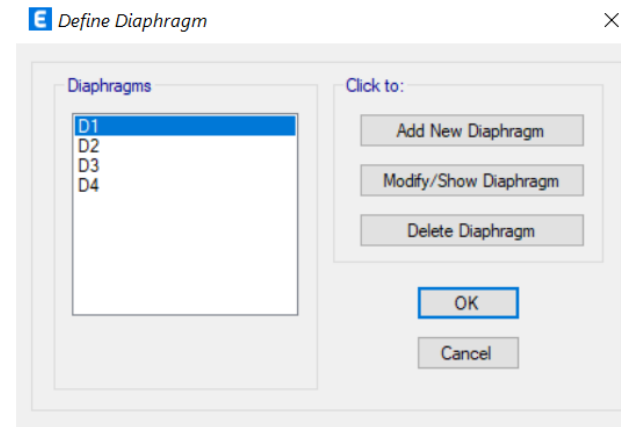 E Define Diaphragm
Diaphragms
D1
D2
D3
D4
Click to:
Add New Diaphragm
Modify/Show Diaphragm
Delete Diaphragm
OK
Cancel